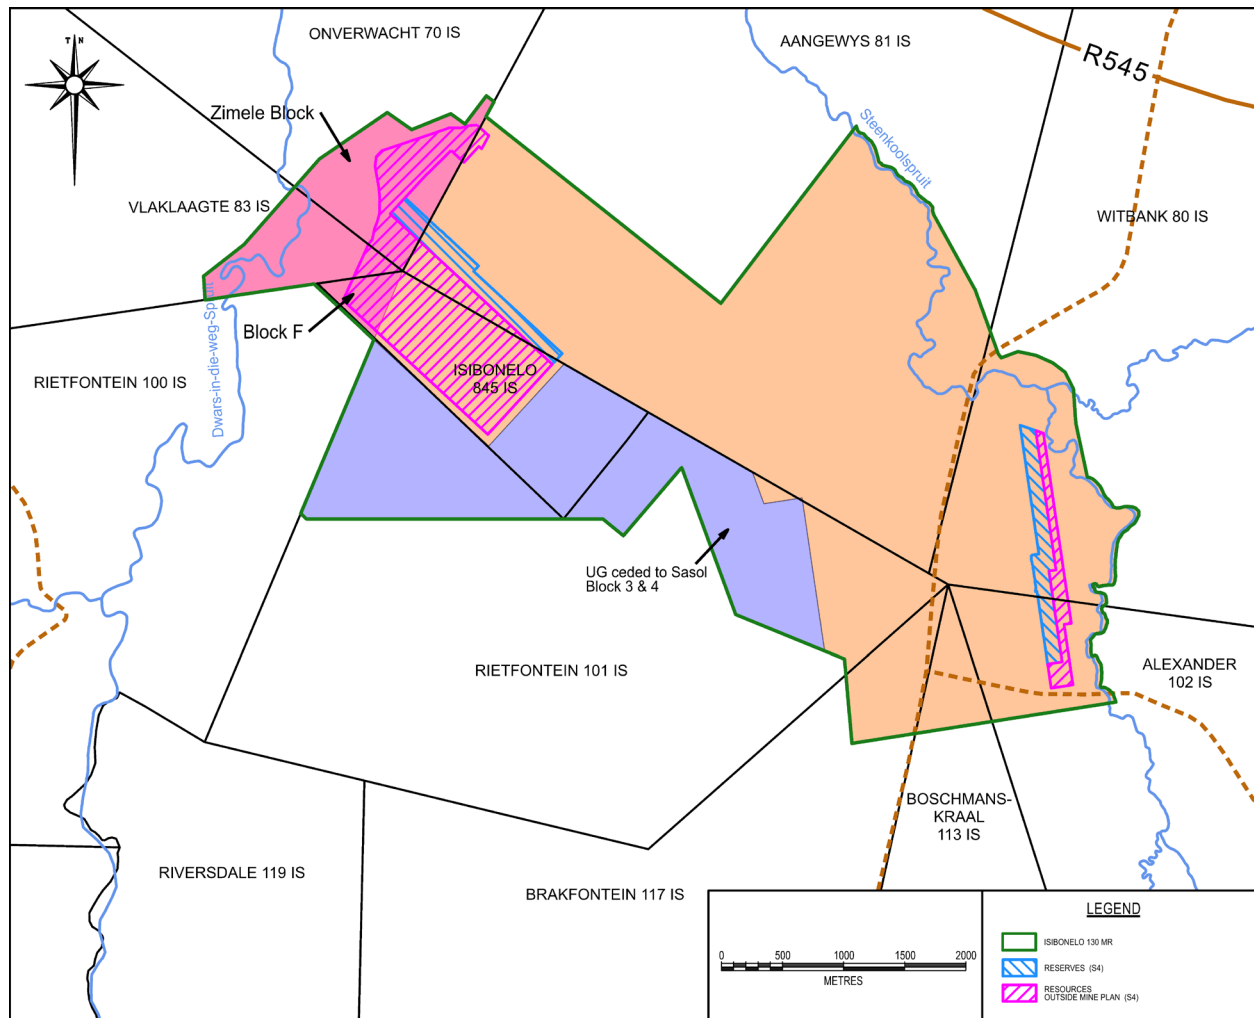 ONVERWACHT 70 IS
AANGEWYS 81 IS
R545
T N
Zimele Block
Steenkoolspruit
VLAKLAAGTE 83 IS
WITBANK 80 IS
Dwars-in-die-weg-Spruit
Block F
RIETFONTEIN 100 IS
ISIBONELO
845 IS
UG ceded to Sasol
Block 3 & 4
RIETFONTEIN 101 IS
ALEXANDER
102 IS
BOSCHMANS-
KRAAL
113 IS
RIVERSDALE 119 IS
BRAKFONTEIN 117 IS
0 500 1000 1500 2000
METRES
LEGEND
ISIBONELO 130 MR
RESERVES (S4)
RESOURCES
OUTSIDE MINE PLAN (S4)